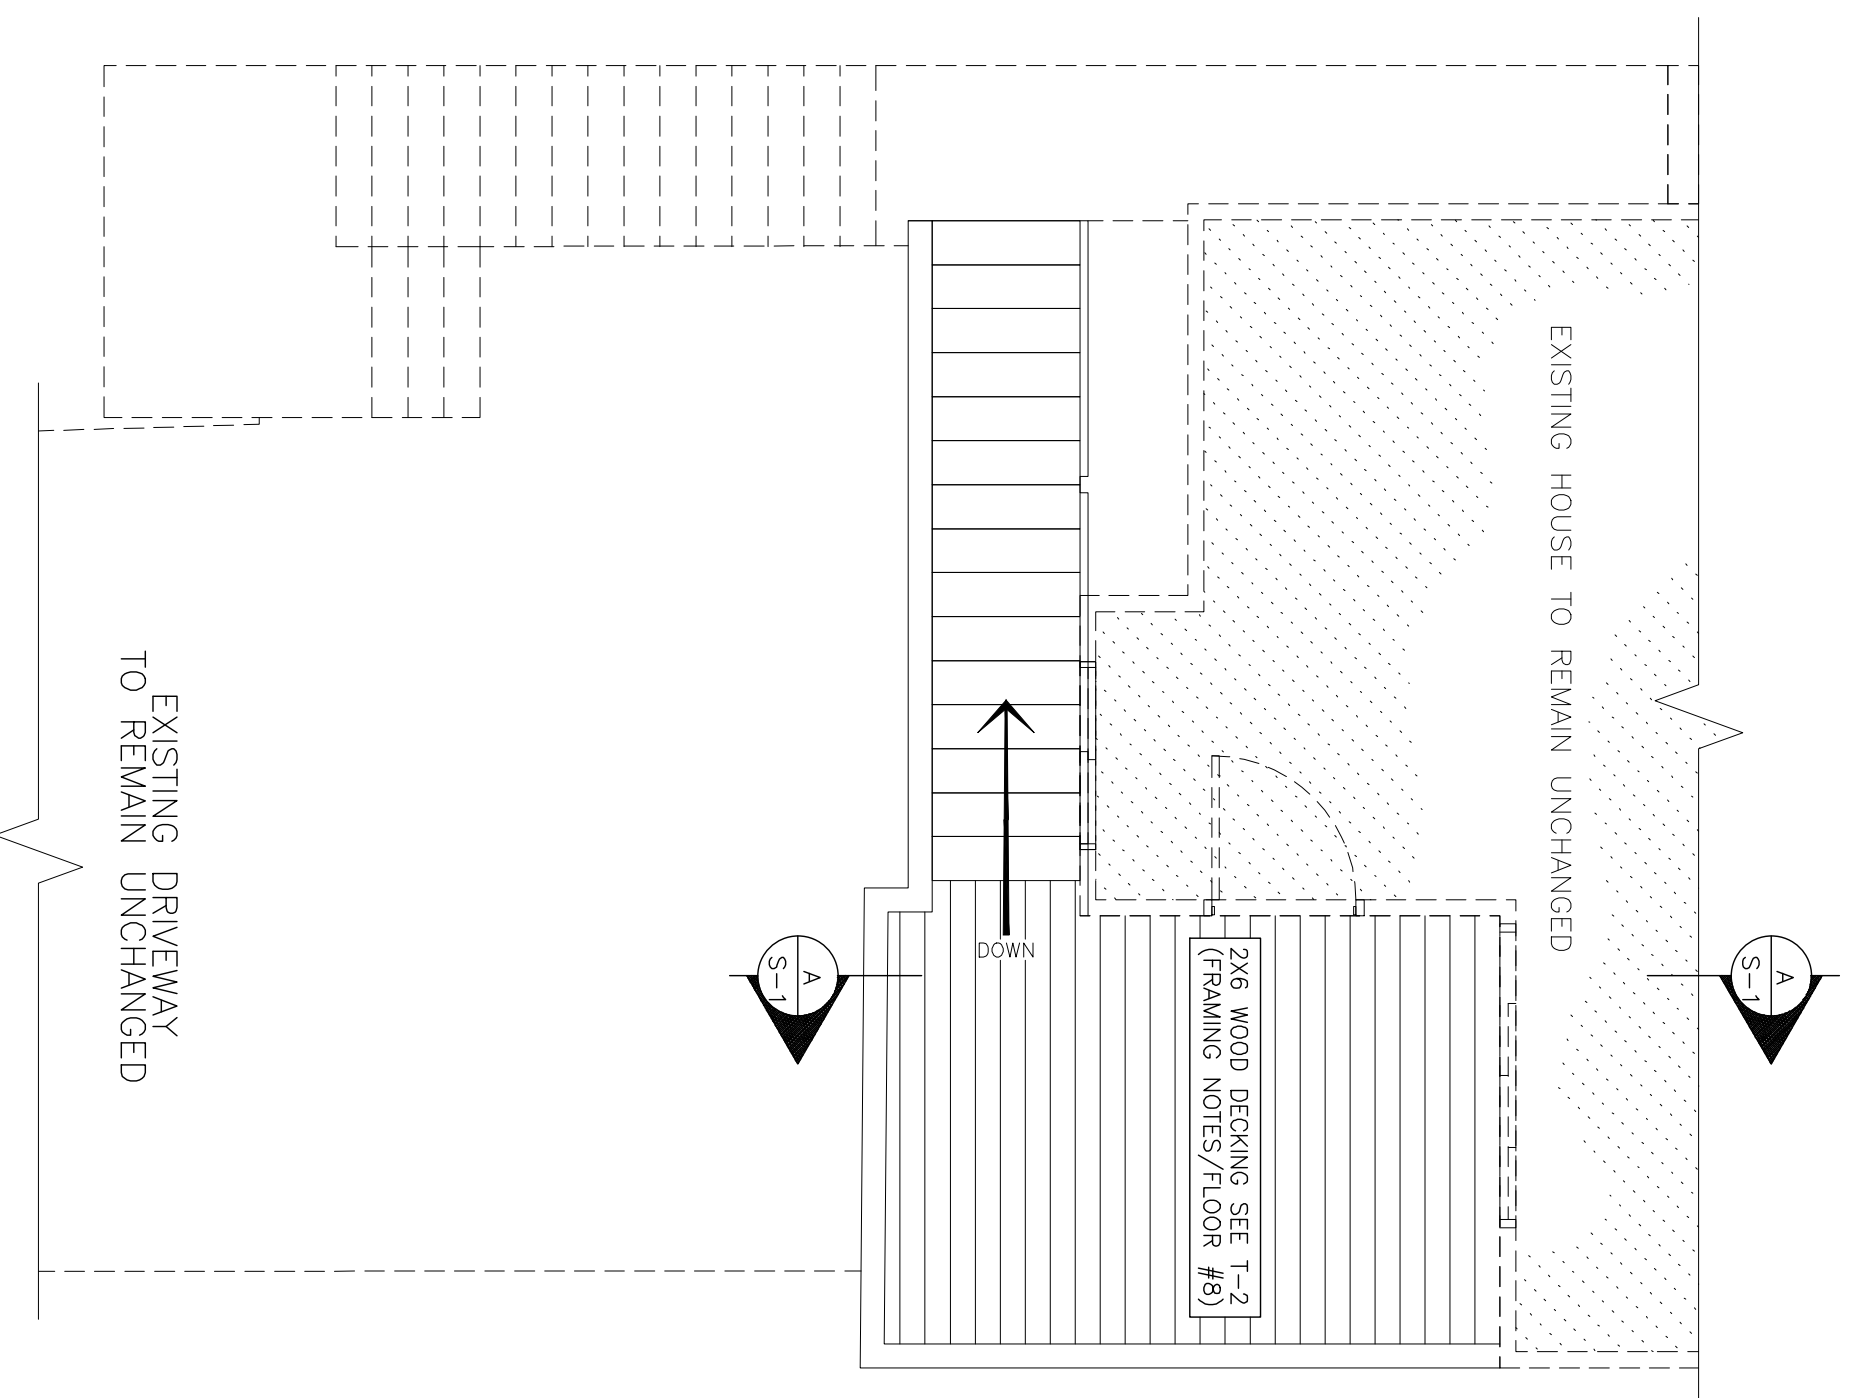 EXISTING HOUSE TO REMAIN UNCHANGED
A
S-1
2X6 WOOD DECKING SEE T-2
(FRAMING NOTES/FLOOR #8)
DOWN
A
S-1
EXISTING DRIVEWAY
TO REMAIN UNCHANGED